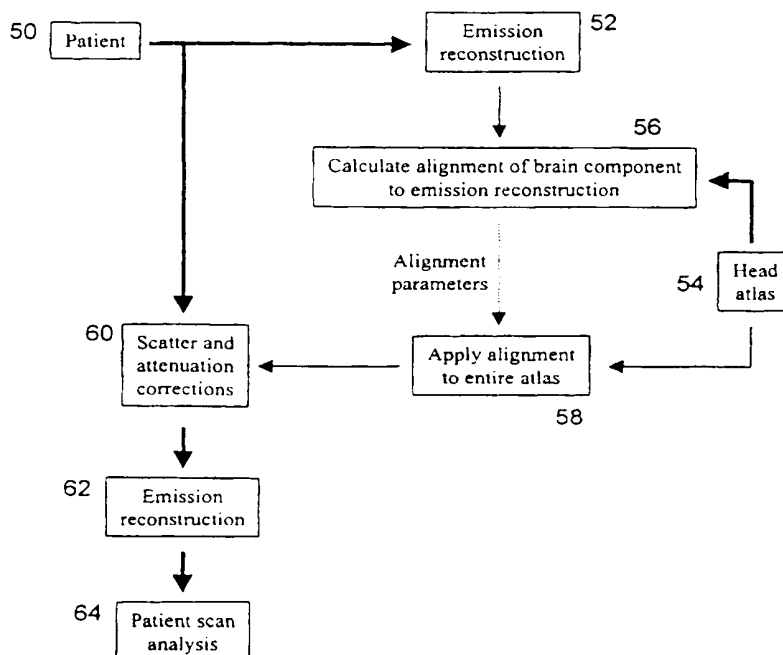 50
Patient
Emission
reconstruction
52
56
Calculate alignment of brain component
to emission reconstruction
Alignment
parameters
54
Head
atlas
60
Scatter and
attenuation
corrections
Apply alignment
to entire atlas
58
62
Emission
reconstruction
64
Patient scan
analysis